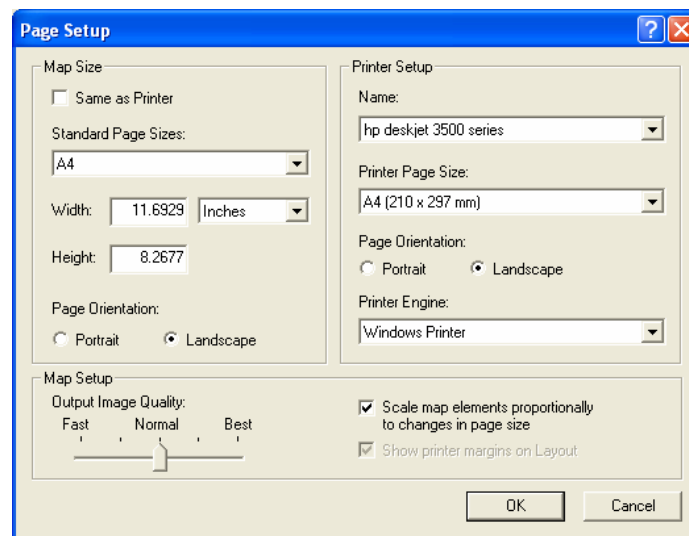 Page Setup
Map Size
Same as Printer
Standard Page Sizes:
A4
Width: 11.6929 Inches
Height: 8.2677
Page Orientation:
Portrait Landscape
Printer Setup
Name:
hp deskjet 3500 series
Printer Page Size:
A4 (210 x 297 mm)
Page Orientation:
Portrait Landscape
Printer Engine:
Windows Printer
Map Setup
Output Image Quality:
Fast Normal Best
Scale map elements proportionally
to changes in page size
Show printer margins on Layout
OK Cancel